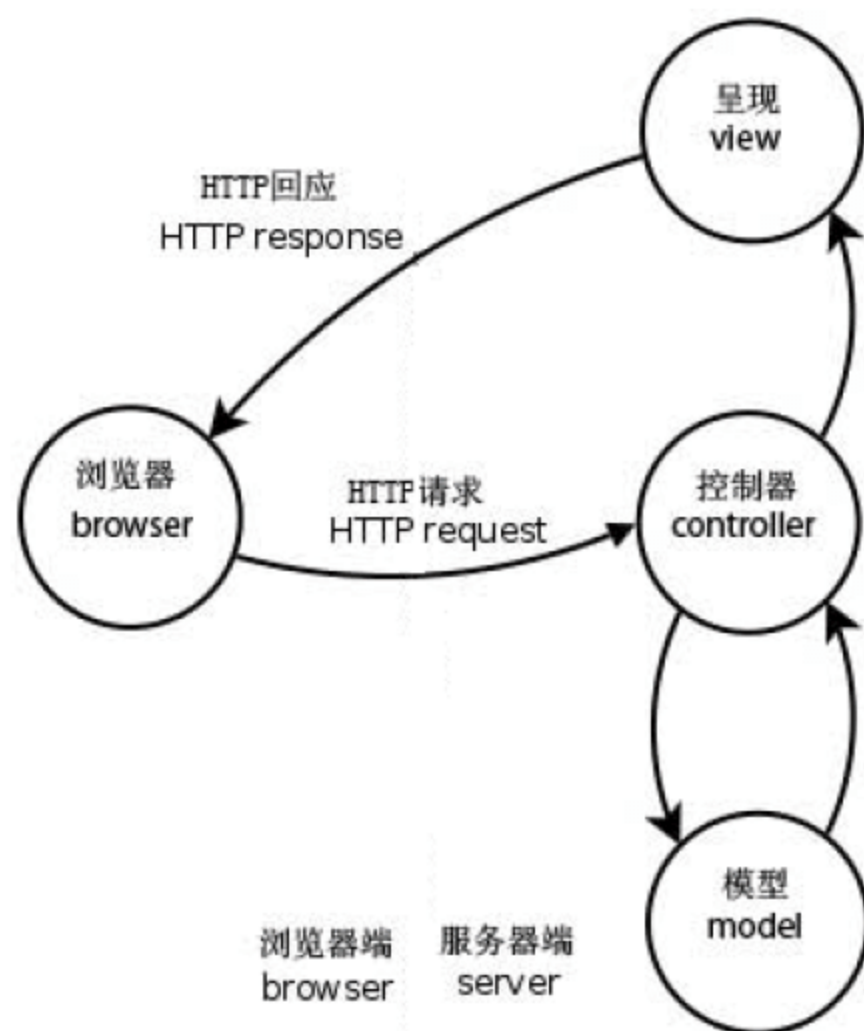 呈现
view
HTTP回应
HTTP response
浏览器
browser
HTTP请求
HTTP request
控制器
controller
模型
model
浏览器端
browser
服务器端
server